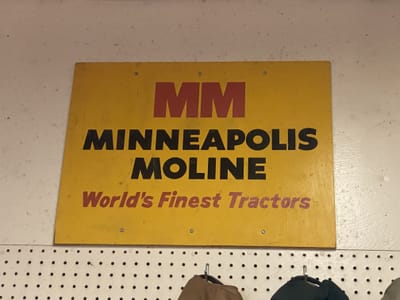 MM
MINNEAPOLIS
MOLINE
World's Finest Tractors